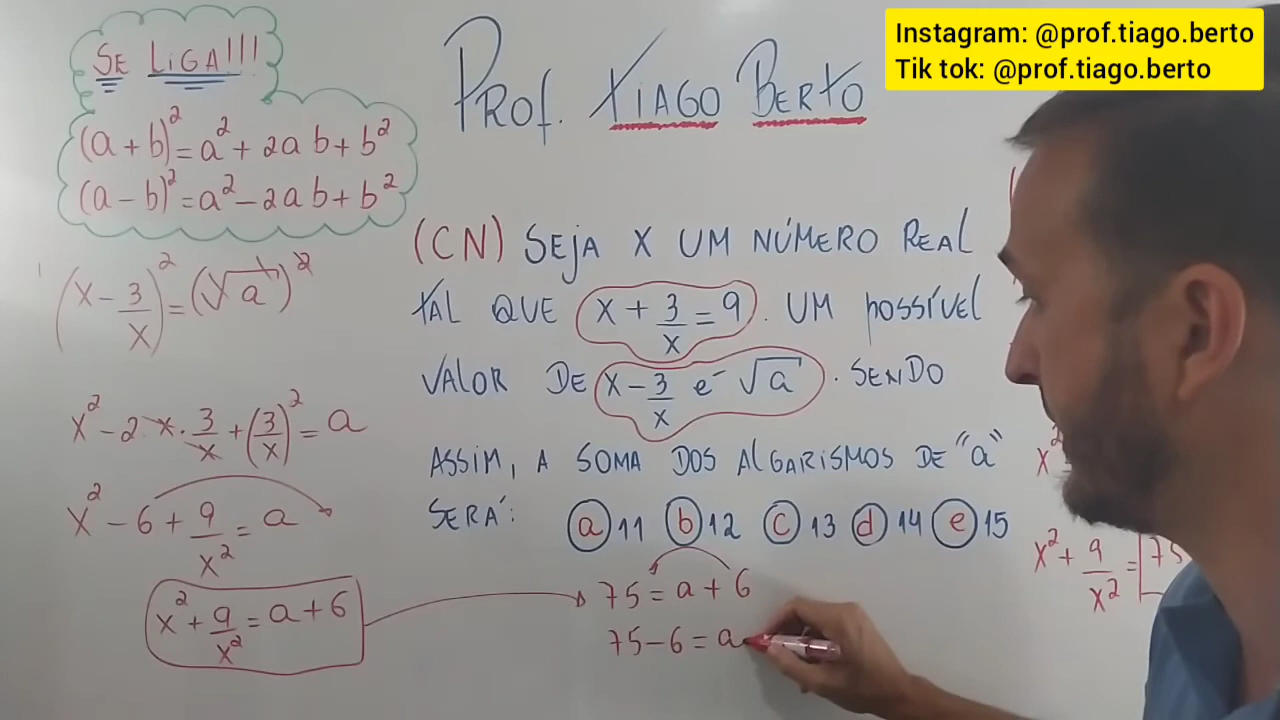 Instagram: @prof.tiago.berto
Tik tok: @prof.tiago.berto
PROF. TIAGO BERTO
SE LIGA!!!
(a + b)² = a² + 2ab + b²
(a - b)² = a² - 2ab + b²
(CN) SEJA X UM NÚMERO REAL
TAL QUE x + 3/x = 9. UM POSSÍVEL
VALOR DE x - 3/x é √a. SENDO
ASSIM, A SOMA DOS ALGARISMOS DE "a"
SERÁ: a 11 b 12 c 13 d 14 e 15
(x - 3/x)² = (√a)²
x² - 2·x·3/x + (3/x)² = a
x² - 6 + 9/x² = a
x² + 9/x² = a + 6
75 = a + 6
75 - 6 = a
x² + 9/x² = 75